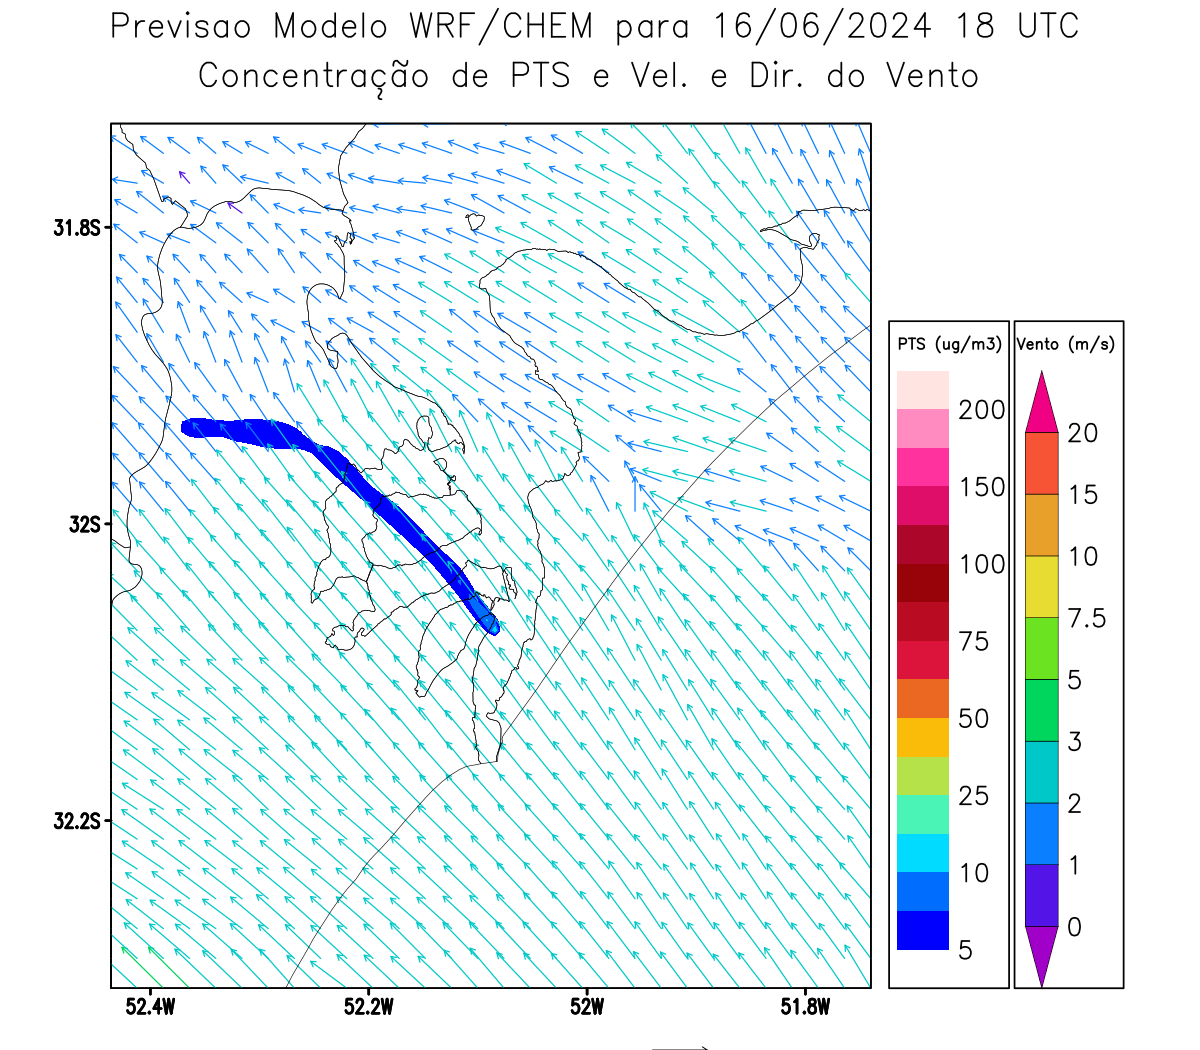 Previsao Modelo WRF/CHEM para 16/06/2024 18 UTC
Concentração de PTS e Vel. e Dir. do Vento
31.8S
32S
32.2S
52.4W 52.2W 52W 51.8W
PTS (ug/m3)
200
150
100
75
50
25
10
5
Vento (m/s)
20
15
10
7.5
5
3
2
1
0